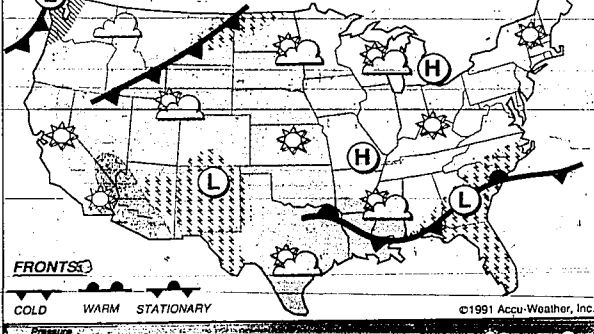 L
H
H
L
L
FRONTS:
COLD WARM STATIONARY
©1991 Accu-Weather, Inc.
Pressure